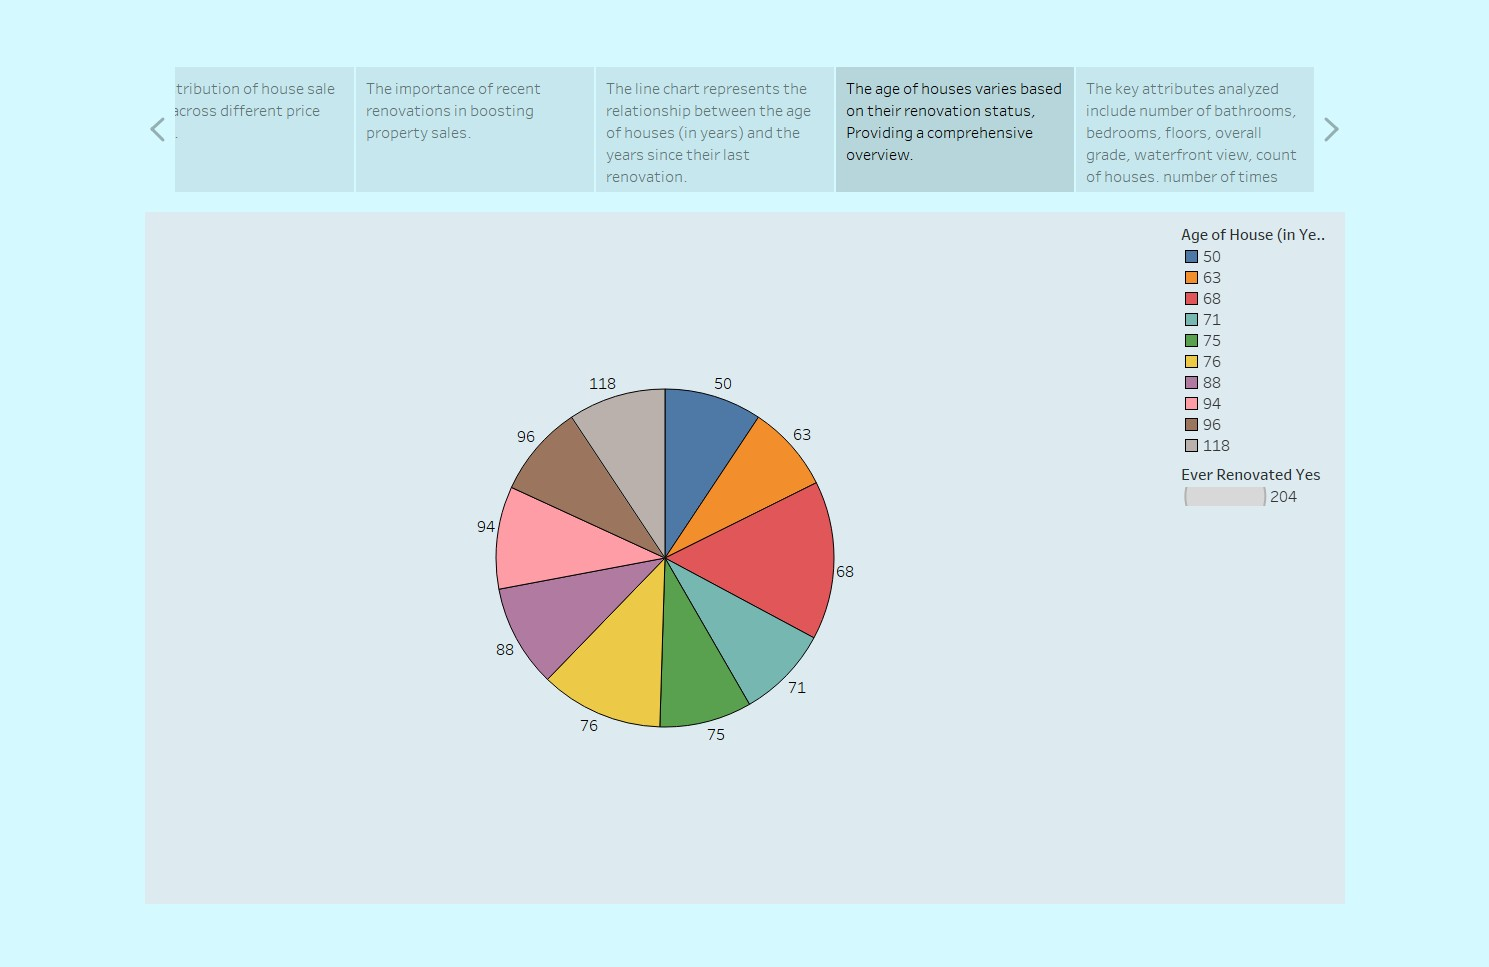 tribution of house sale
across different price
.
The importance of recent
renovations in boosting
property sales.
The line chart represents the
relationship between the age
of houses (in years) and the
years since their last
renovation.
The age of houses varies based
on their renovation status,
Providing a comprehensive
overview.
The key attributes analyzed
include number of bathrooms,
bedrooms, floors, overall
grade, waterfront view, count
of houses. number of times
Age of House (in Ye..
50
63
68
71
75
76
88
94
96
118
Ever Renovated Yes
204
118
50
96
63
94
68
88
71
76
75